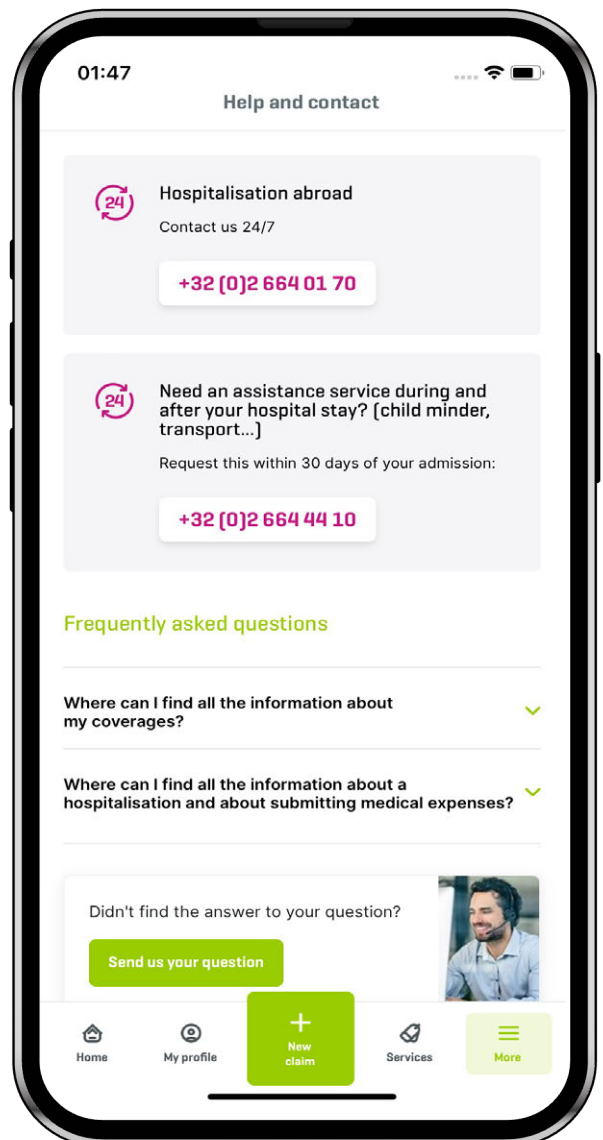 01:47
Help and contact
24
Hospitalisation abroad
Contact us 24/7
+32 (0)2 664 01 70
24
Need an assistance service during and
after your hospital stay? (child minder,
transport...)
Request this within 30 days of your admission:
+32 (0)2 664 44 10
Frequently asked questions
Where can I find all the information about
my coverages?
Where can I find all the information about a
hospitalisation and about submitting medical expenses?
Didn't find the answer to your question?
Send us your question
Home
My profile
New
claim
Services
More